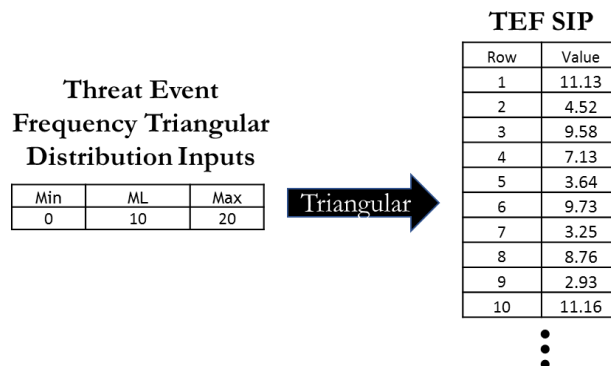 TEF SIP
Threat Event
Frequency Triangular
Distribution Inputs
Min ML Max
0 10 20
Triangular
Row Value
1 11.13
2 4.52
3 9.58
4 7.13
5 3.64
6 9.73
7 3.25
8 8.76
9 2.93
10 11.16